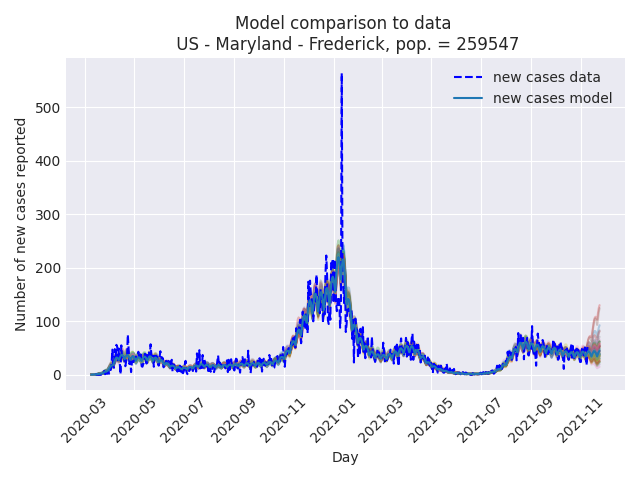 Model comparison to data
US - Maryland - Frederick, pop. = 259547
new cases data
new cases model
Number of new cases reported
500
400
300
200
100
0
2020-03
2020-05
2020-07
2020-09
2020-11
2021-01
2021-03
2021-05
2021-07
2021-09
2021-11
Day